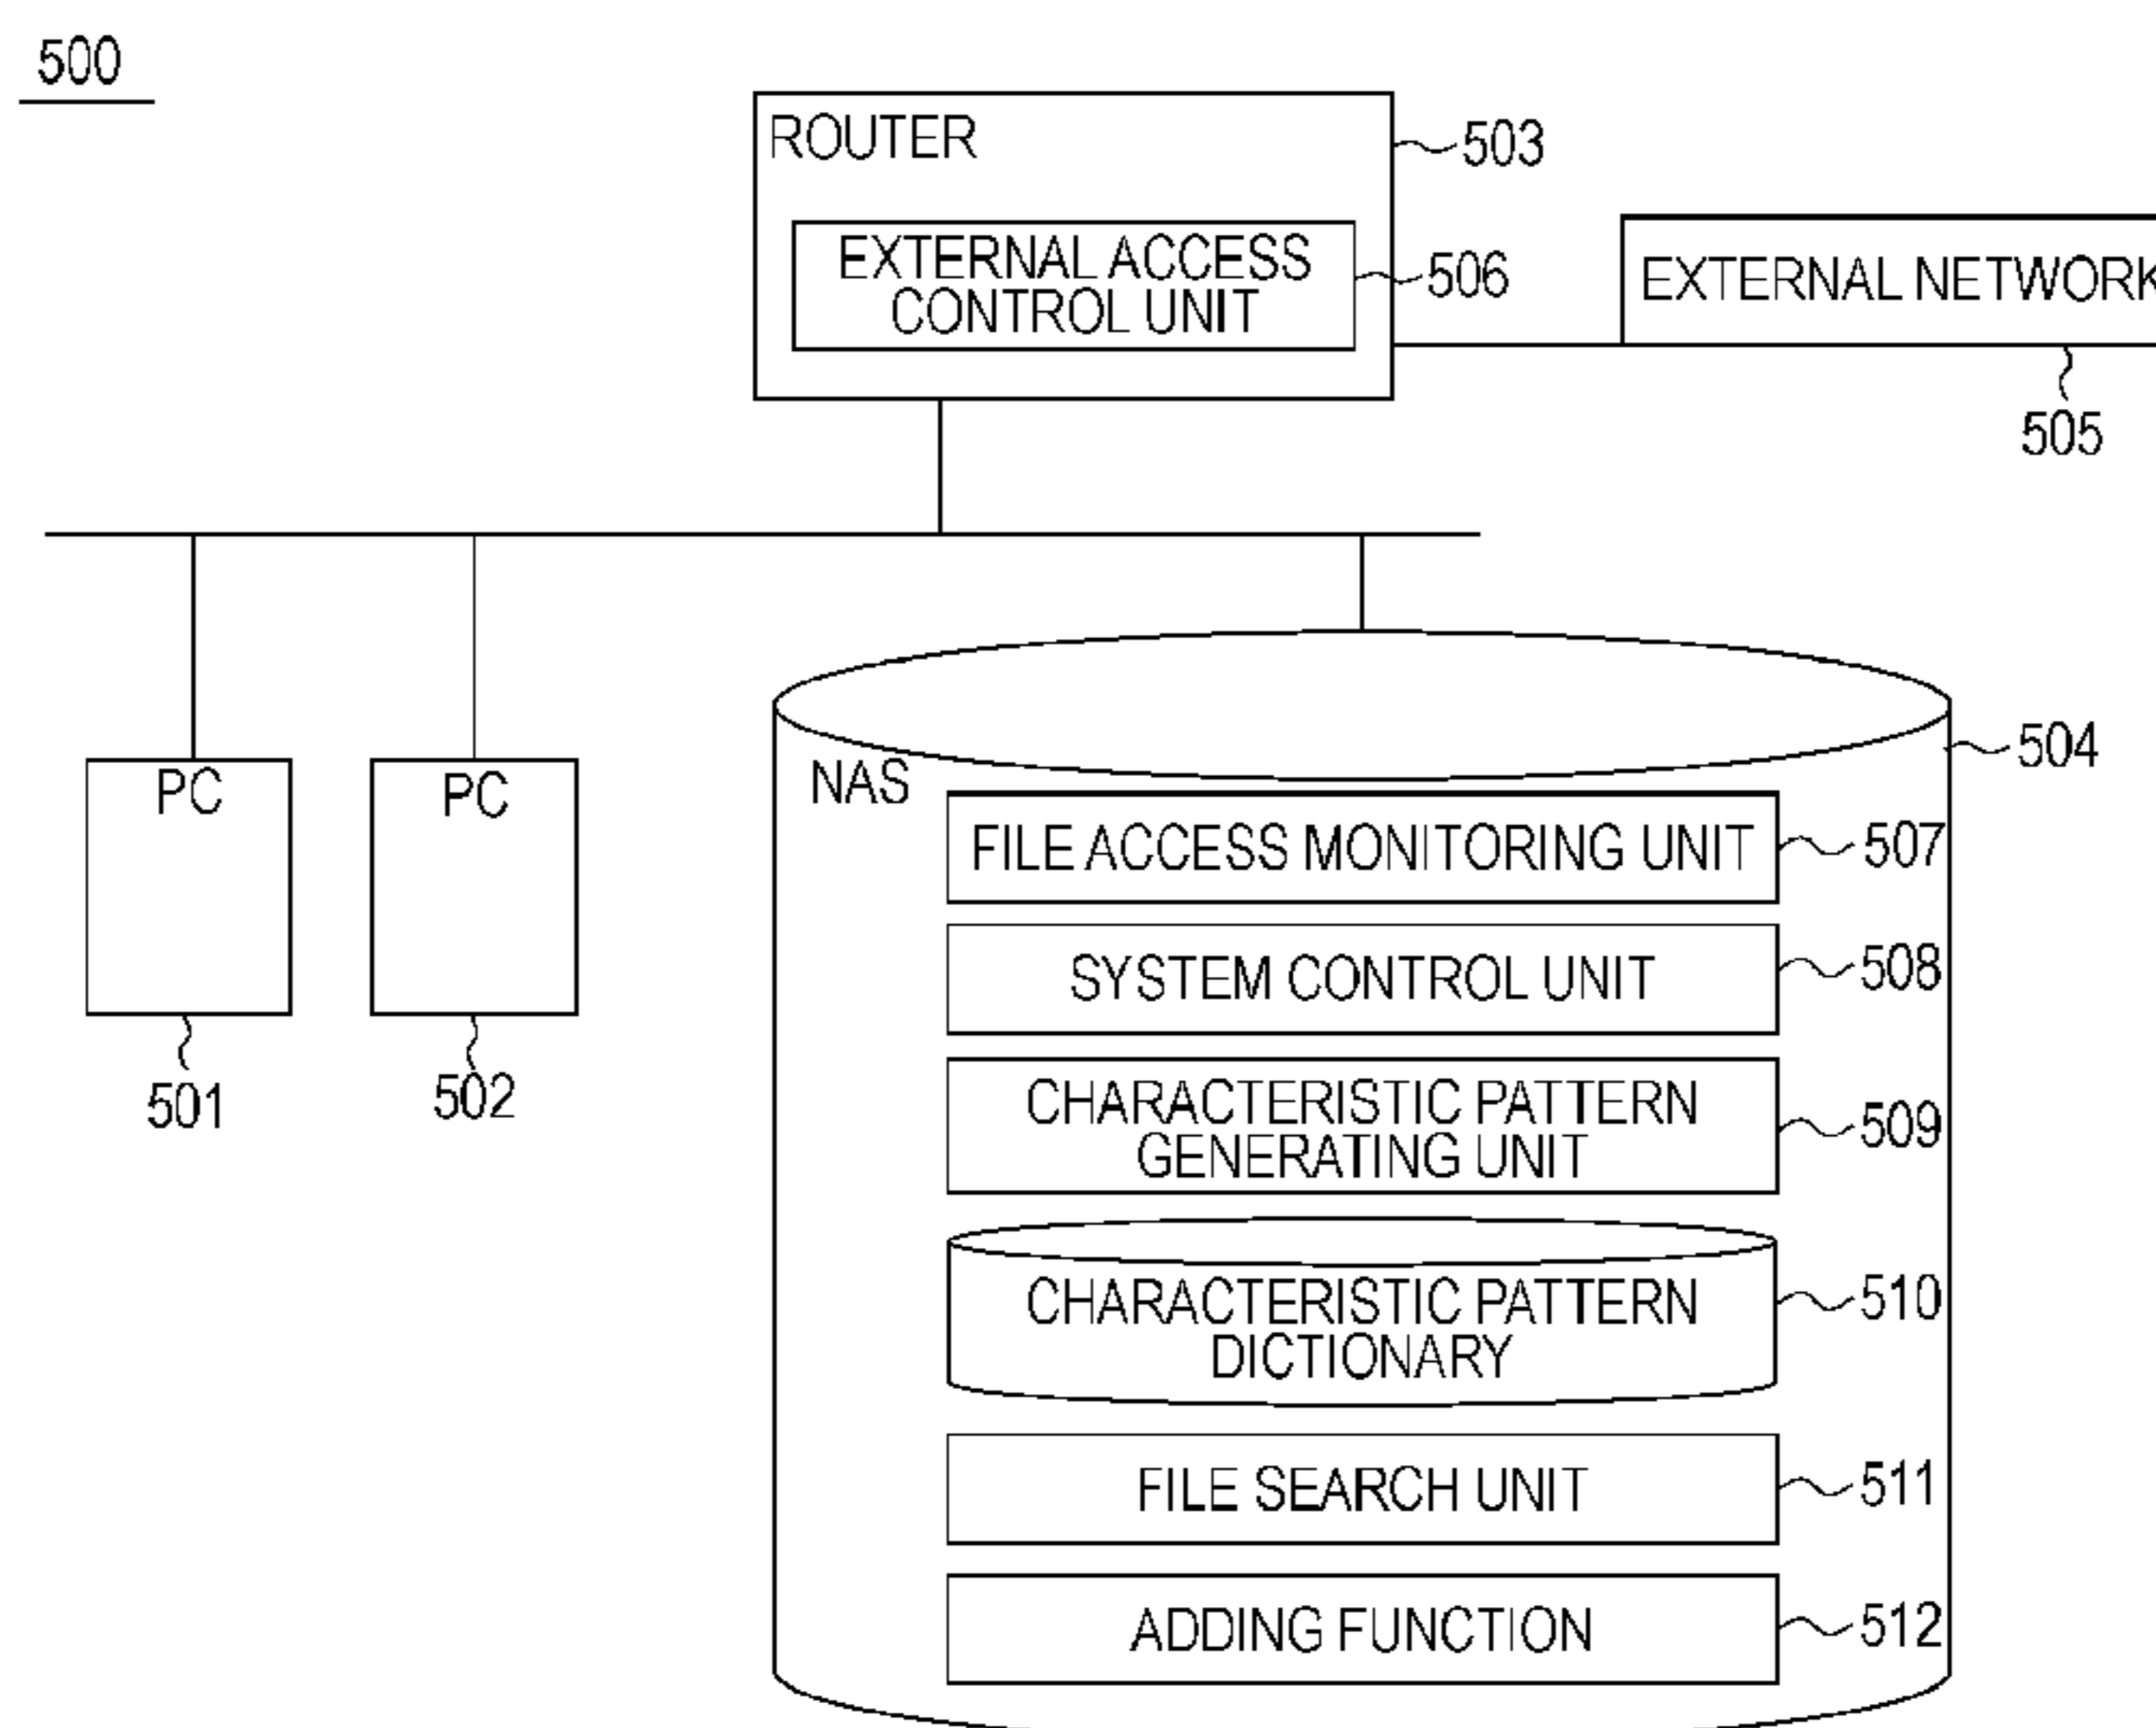 500
ROUTER
503
EXTERNAL ACCESS
CONTROL UNIT
506
EXTERNAL NETWORK
505
PC
PC
501
502
NAS
504
FILE ACCESS MONITORING UNIT
507
SYSTEM CONTROL UNIT
508
CHARACTERISTIC PATTERN
GENERATING UNIT
509
CHARACTERISTIC PATTERN
DICTIONARY
510
FILE SEARCH UNIT
511
ADDING FUNCTION
512